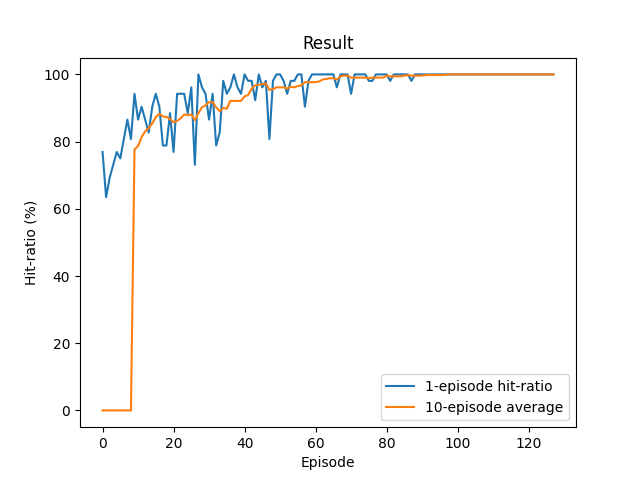 Result
Hit-ratio (%)
100
80
60
40
20
0
0 20 40 60 80 100 120
Episode
1-episode hit-ratio
10-episode average